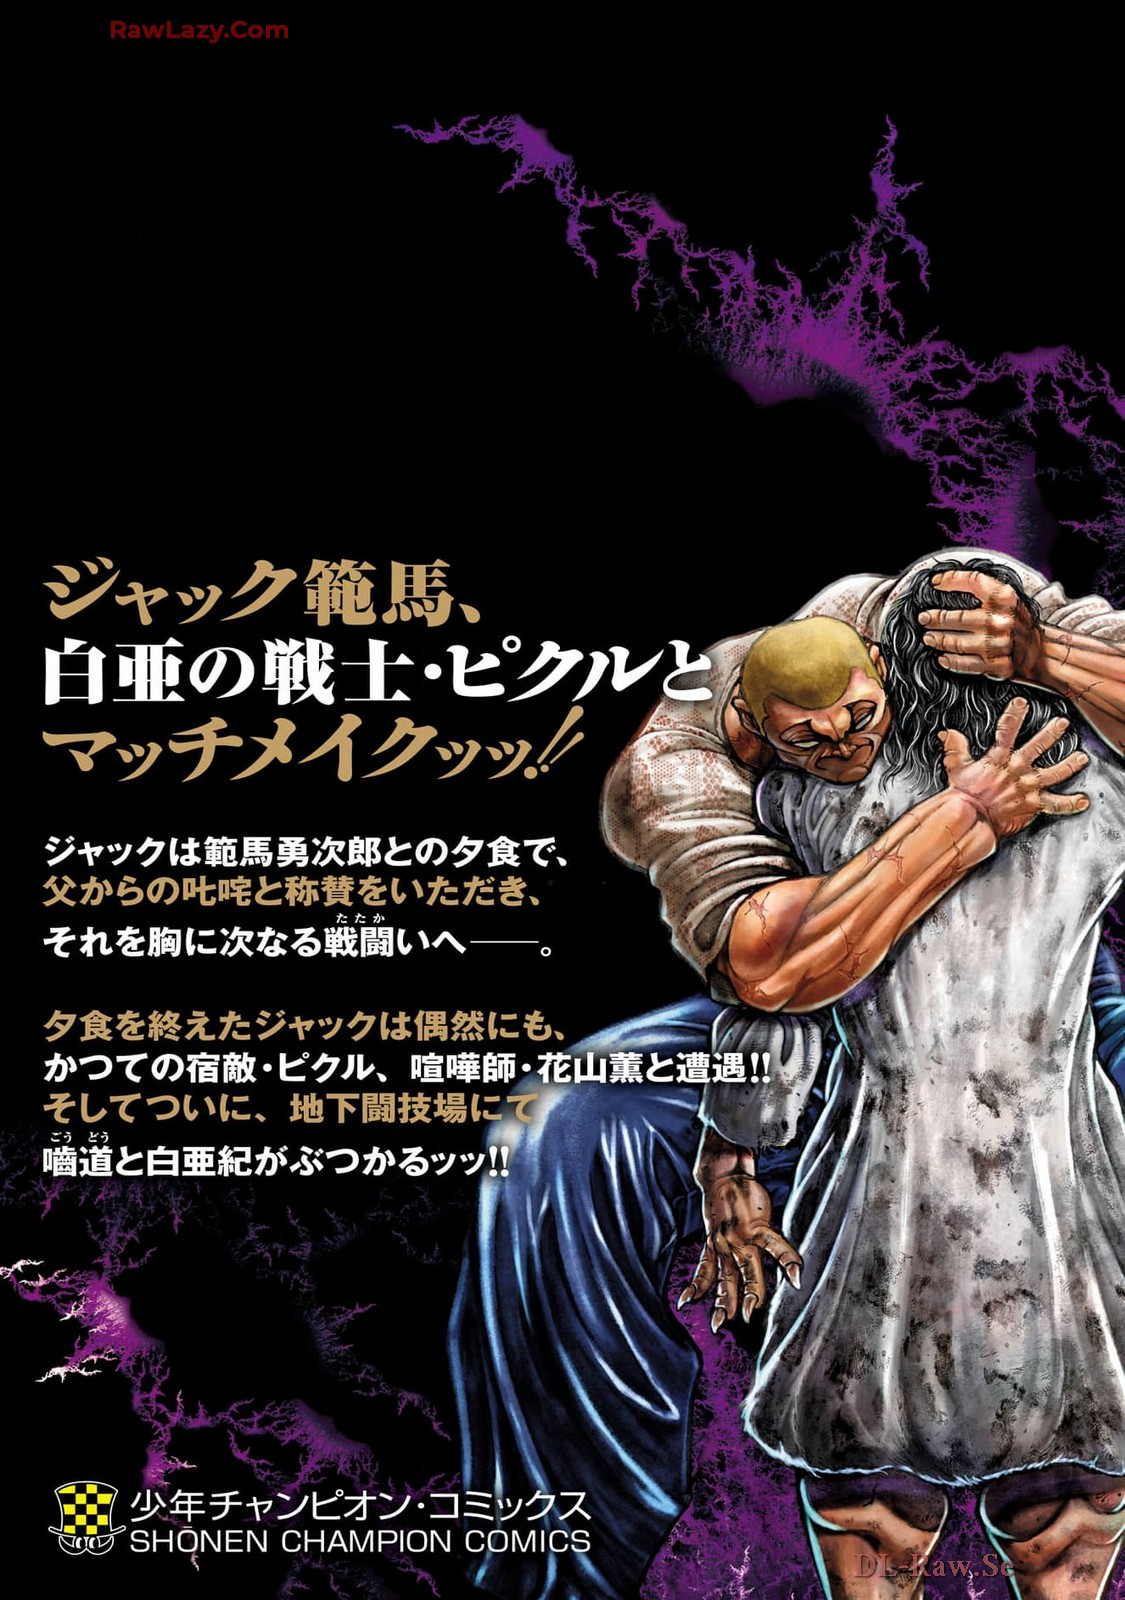 RawLazy.Com
ジャック範馬、
白亜の戦士・ピクルと
マッチメイクッッ!!
ジャックは範馬勇次郎との夕食で、
父からの叱咤と称賛をいただき、
たたか
それを胸に次なる戦闘いへ――。
夕食を終えたジャックは偶然にも、
かつての宿敵・ピクル、喧嘩師・花山薫と遭遇!!
そしてついに、地下闘技場にて
ごう どう
嚙道と白亜紀がぶつかるッッ!!
少年チャンピオン・コミックス
SHŌNEN CHAMPION COMICS
DL-Raw.Se